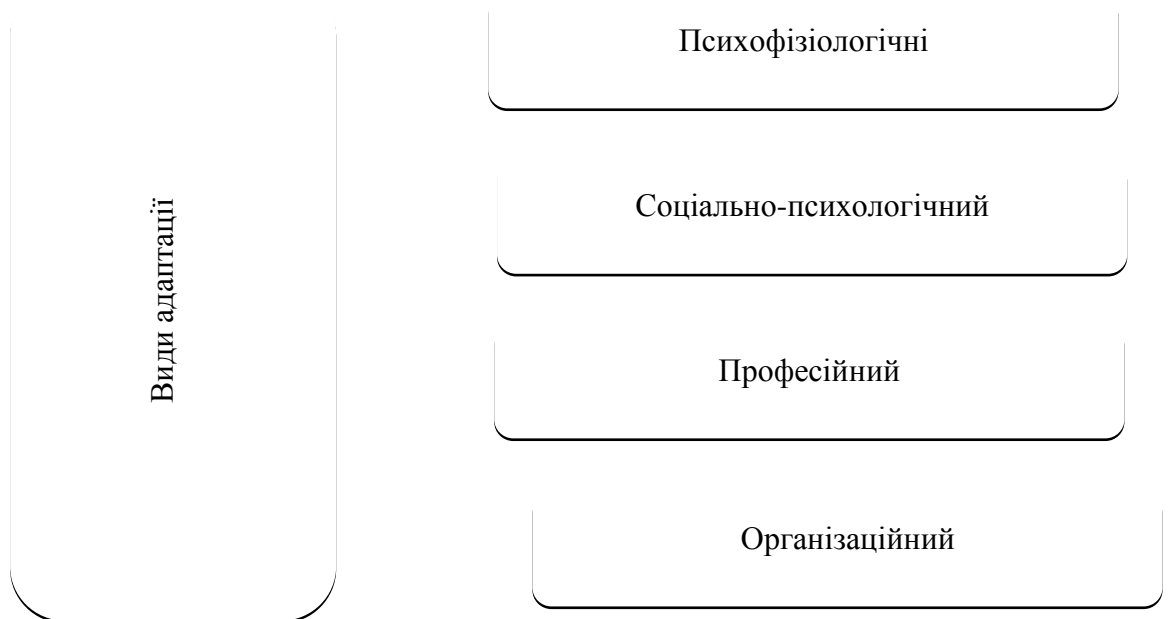 Види адаптації
Психофізіологічні
Соціально-психологічний
Професійний
Організаційний